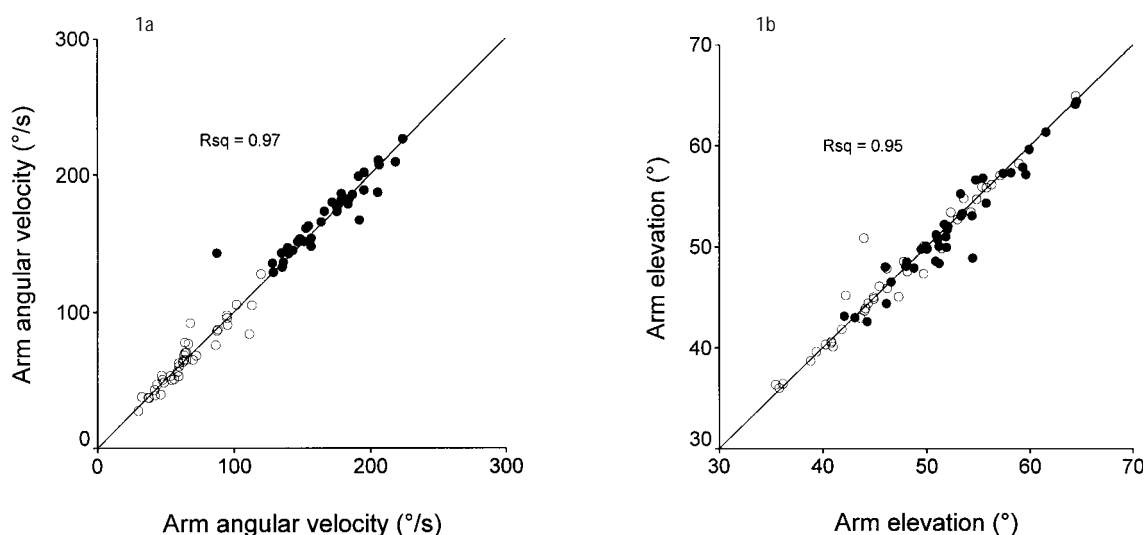 1a
300
200
100
0
Rsq = 0.97
Arm angular velocity (°/s)
0
100
200
300
Arm angular velocity (°/s)
1b
70
60
50
40
30
Rsq = 0.95
Arm elevation (°)
30
40
50
60
70
Arm elevation (°)